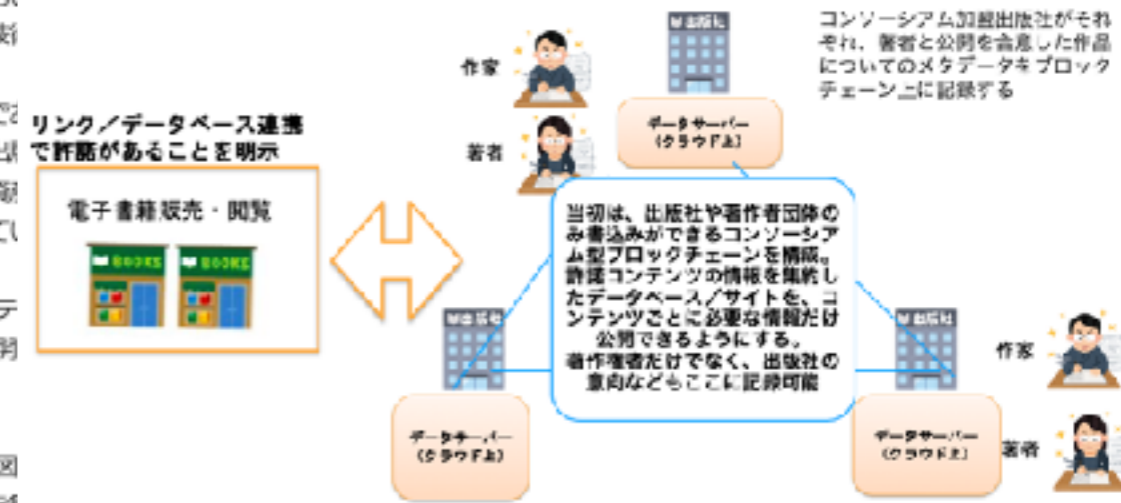 コンソーシアム加盟出版社がそれ
ぞれ、著者と公開を合意した作品
についてのメタデータをブロック
チェーン上に記録する
出版社
作家
著者
データサーバー
(クラウド上)
リンク/データベース連携
で許諾があることを明示
電子書籍販売・閲覧
BOOKS
BOOKS
当初は、出版社や著作者団体の
み書込みができるコンソーシア
ム型ブロックチェーンを構成。
許諾コンテンツの情報を集約し
たデータベース/サイトを、コ
ンテンツごとに必要な情報だけ
公開できるようにする。
著作権者だけでなく、出版社の
意向などもここに記録可能
出版社
データサーバー
(クラウド上)
出版社
データサーバー
(クラウド上)
作家
著者